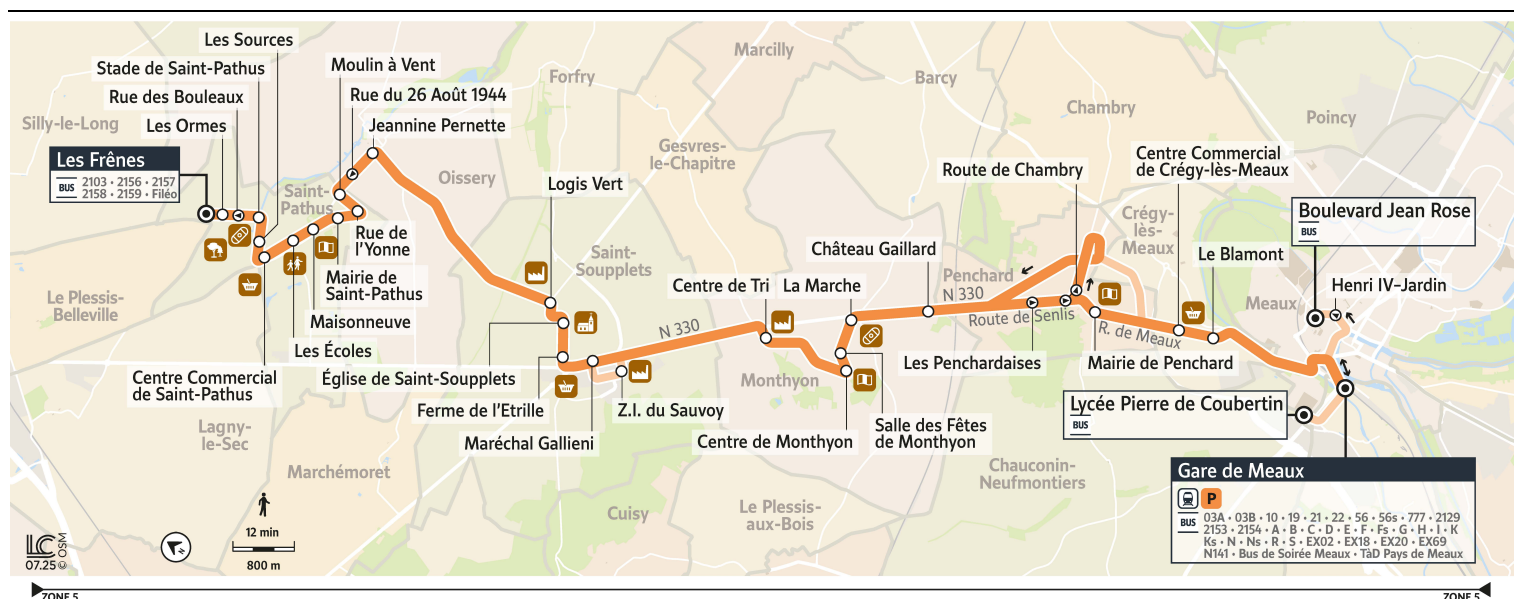 Les Sources
Stade de Saint-Pathus
Rue des Bouleaux
Les Ormes
Silly-le-Long
Les Frênes
BUS
2103 • 2156 • 2157
2158 • 2159 • Filéo
Moulin à Vent
Rue du 26 Août 1944
Jeannine Pernette
Saint-
Pathus
Oissery
Forfry
Marcilly
Gesvres-
le-Chapitre
Barcy
Chambry
Poincy
Logis Vert
Rue de
l'Yonne
Mairie de
Saint-Pathus
Maisonneuve
Les Écoles
Centre Commercial
de Saint-Pathus
Le Plessis-
Belleville
Lagny-
le-Sec
Marchémoret
Saint-
Soupplets
Église de Saint-Soupplets
Ferme de l'Etrille
Maréchal Gallieni
Z.I. du Sauvoy
N 330
Centre de Tri
La Marche
Château Gaillard
Monthyon
Centre de Monthyon
Salle des Fêtes
de Monthyon
Cuisy
Le Plessis-
aux-Bois
Route de Chambry
Centre Commercial
de Crégy-lès-Meaux
Crégy-
lès-
Meaux
Penchard
N 330
Route de Senlis
R. de Meaux
Les Penchardaises
Mairie de Penchard
Le Blamont
Boulevard Jean Rose
BUS
Meaux
Henri IV–Jardin
Lycée Pierre de Coubertin
BUS
Chauconin-
Neufmontiers
Gare de Meaux
P
BUS
03A • 03B • 10 • 19 • 21 • 22 • 56 • 56s • 777 • 2129
2153 • 2154 • A • B • C • D • E • F • Fs • G • H • I • K
Ks • N • Ns • R • S • EX02 • EX18 • EX20 • EX69
N141 • Bus de Soirée Meaux • TàD Pays de Meaux
12 min
800 m
N
LC
07.25 © OSM
ZONE 5
ZONE 5